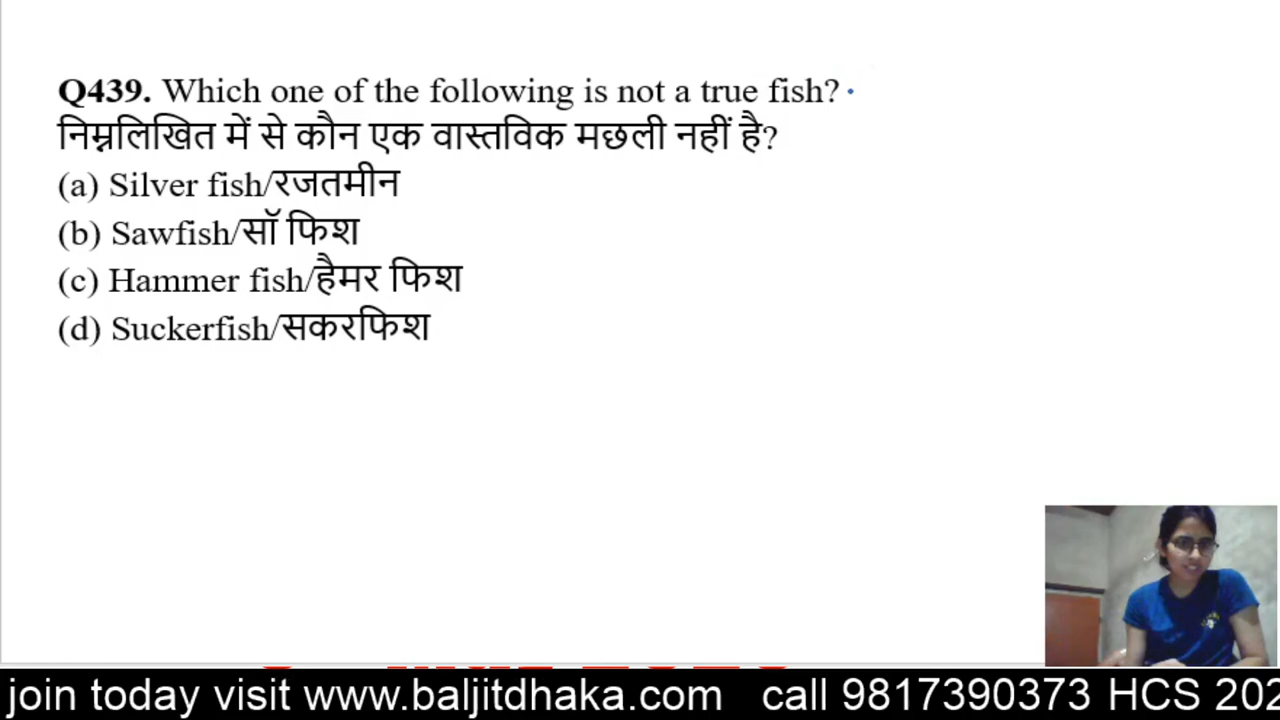 Q439. Which one of the following is not a true fish?
निम्नलिखित में से कौन एक वास्तविक मछली नहीं है?
(a) Silver fish/रजतमीन
(b) Sawfish/सॉ फिश
(c) Hammer fish/हैमर फिश
(d) Suckerfish/सकरफिश
join today visit www.baljitdhaka.com call 9817390373 HCS 202